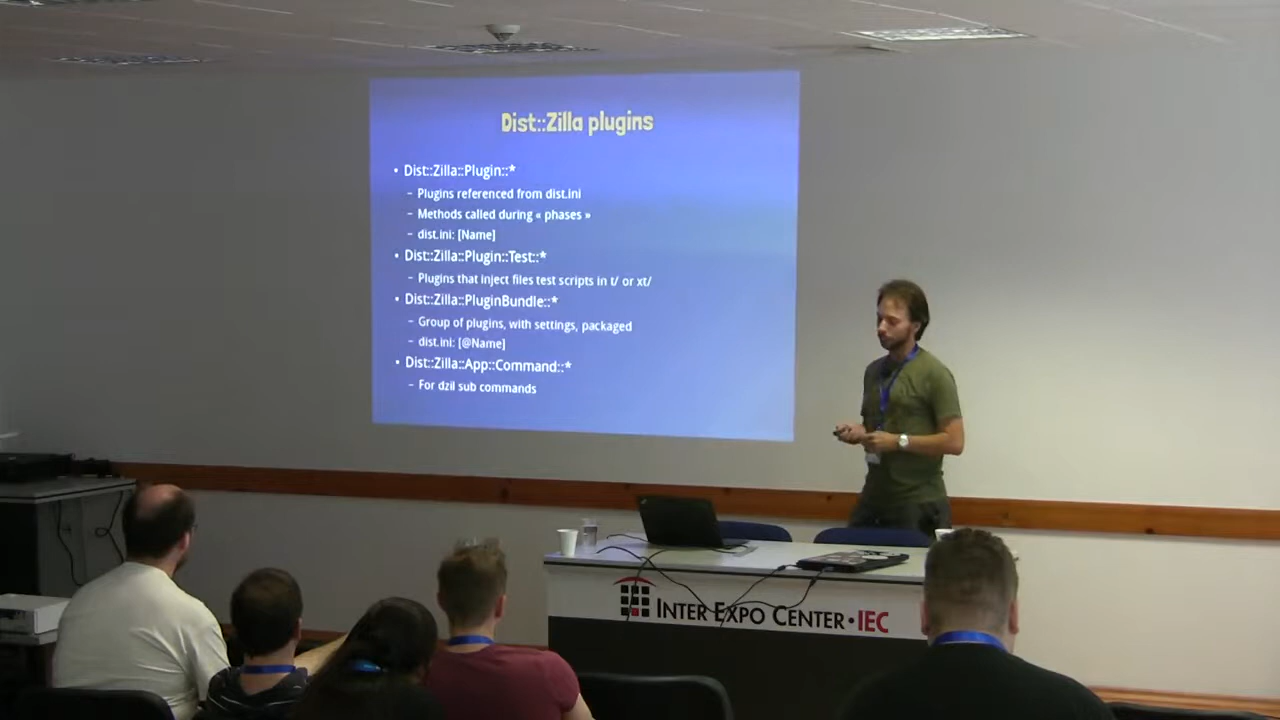 Dist::Zilla plugins
• Dist::Zilla::Plugin::*
– Plugins referenced from dist.ini
– Methods called during « phases »
– dist.ini: [Name]
• Dist::Zilla::Plugin::Test::*
– Plugins that inject files test scripts in t/ or xt/
• Dist::Zilla::PluginBundle::*
– Group of plugins, with settings, packaged
– dist.ini: [@Name]
• Dist::Zilla::App::Command::*
– For dzil sub commands
INTER EXPO CENTER•IEC